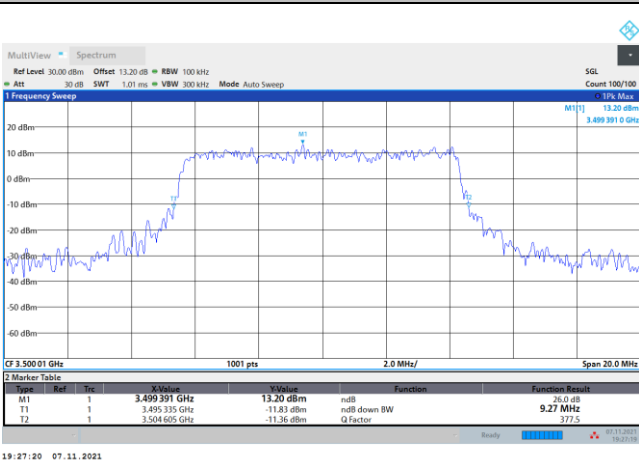 MultiView Spectrum
Ref Level 30.00 dBm Offset 13.20 dB RBW 100 kHz SGL
Att 30 dB SWT 1.01 ms VBW 300 kHz Mode Auto Sweep Count 100/100
1 Frequency Sweep 1Pk Max
M1[1] 13.20 dBm
3.499 391 0 GHz
20 dBm
M1
10 dBm
0 dBm
T1 T2
-10 dBm
-20 dBm
-30 dBm
-40 dBm
-50 dBm
-60 dBm
CF 3.500 01 GHz 1001 pts 2.0 MHz/ Span 20.0 MHz
2 Marker Table
Type Ref Trc X-Value Y-Value Function Function Result
M1 1 3.499 391 GHz 13.20 dBm ndB 26.0 dB
T1 1 3.495 335 GHz -11.83 dBm ndB down BW 9.27 MHz
T2 1 3.504 605 GHz -11.36 dBm Q Factor 377.5
Ready 07.11.2021
19:27:19
19:27:20 07.11.2021